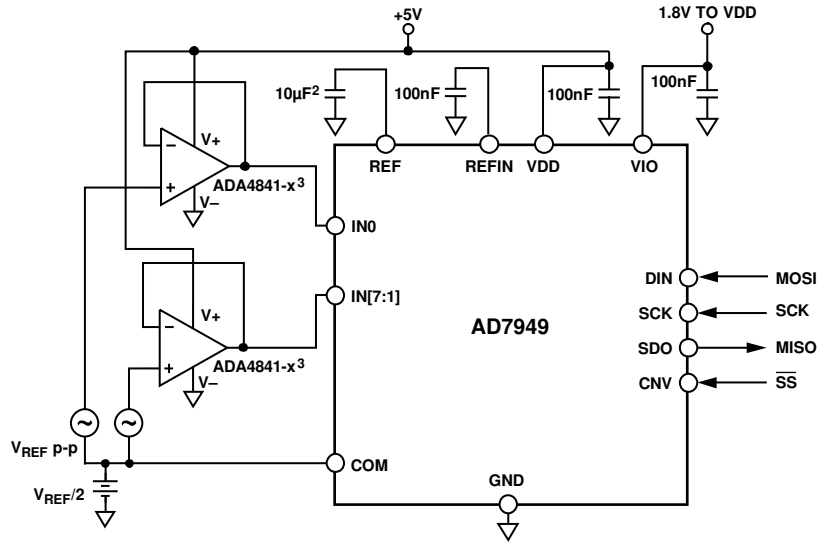 +5V
1.8V TO VDD
10µF²
100nF
100nF
100nF
V+
REF
REFIN
VDD
VIO
−
+
ADA4841-x³
V–
IN0
DIN
MOSI
IN[7:1]
SCK
SCK
V+
AD7949
−
SDO
MISO
+
ADA4841-x³
V–
CNV
SS
~
~
VREF p-p
COM
GND
VREF/2